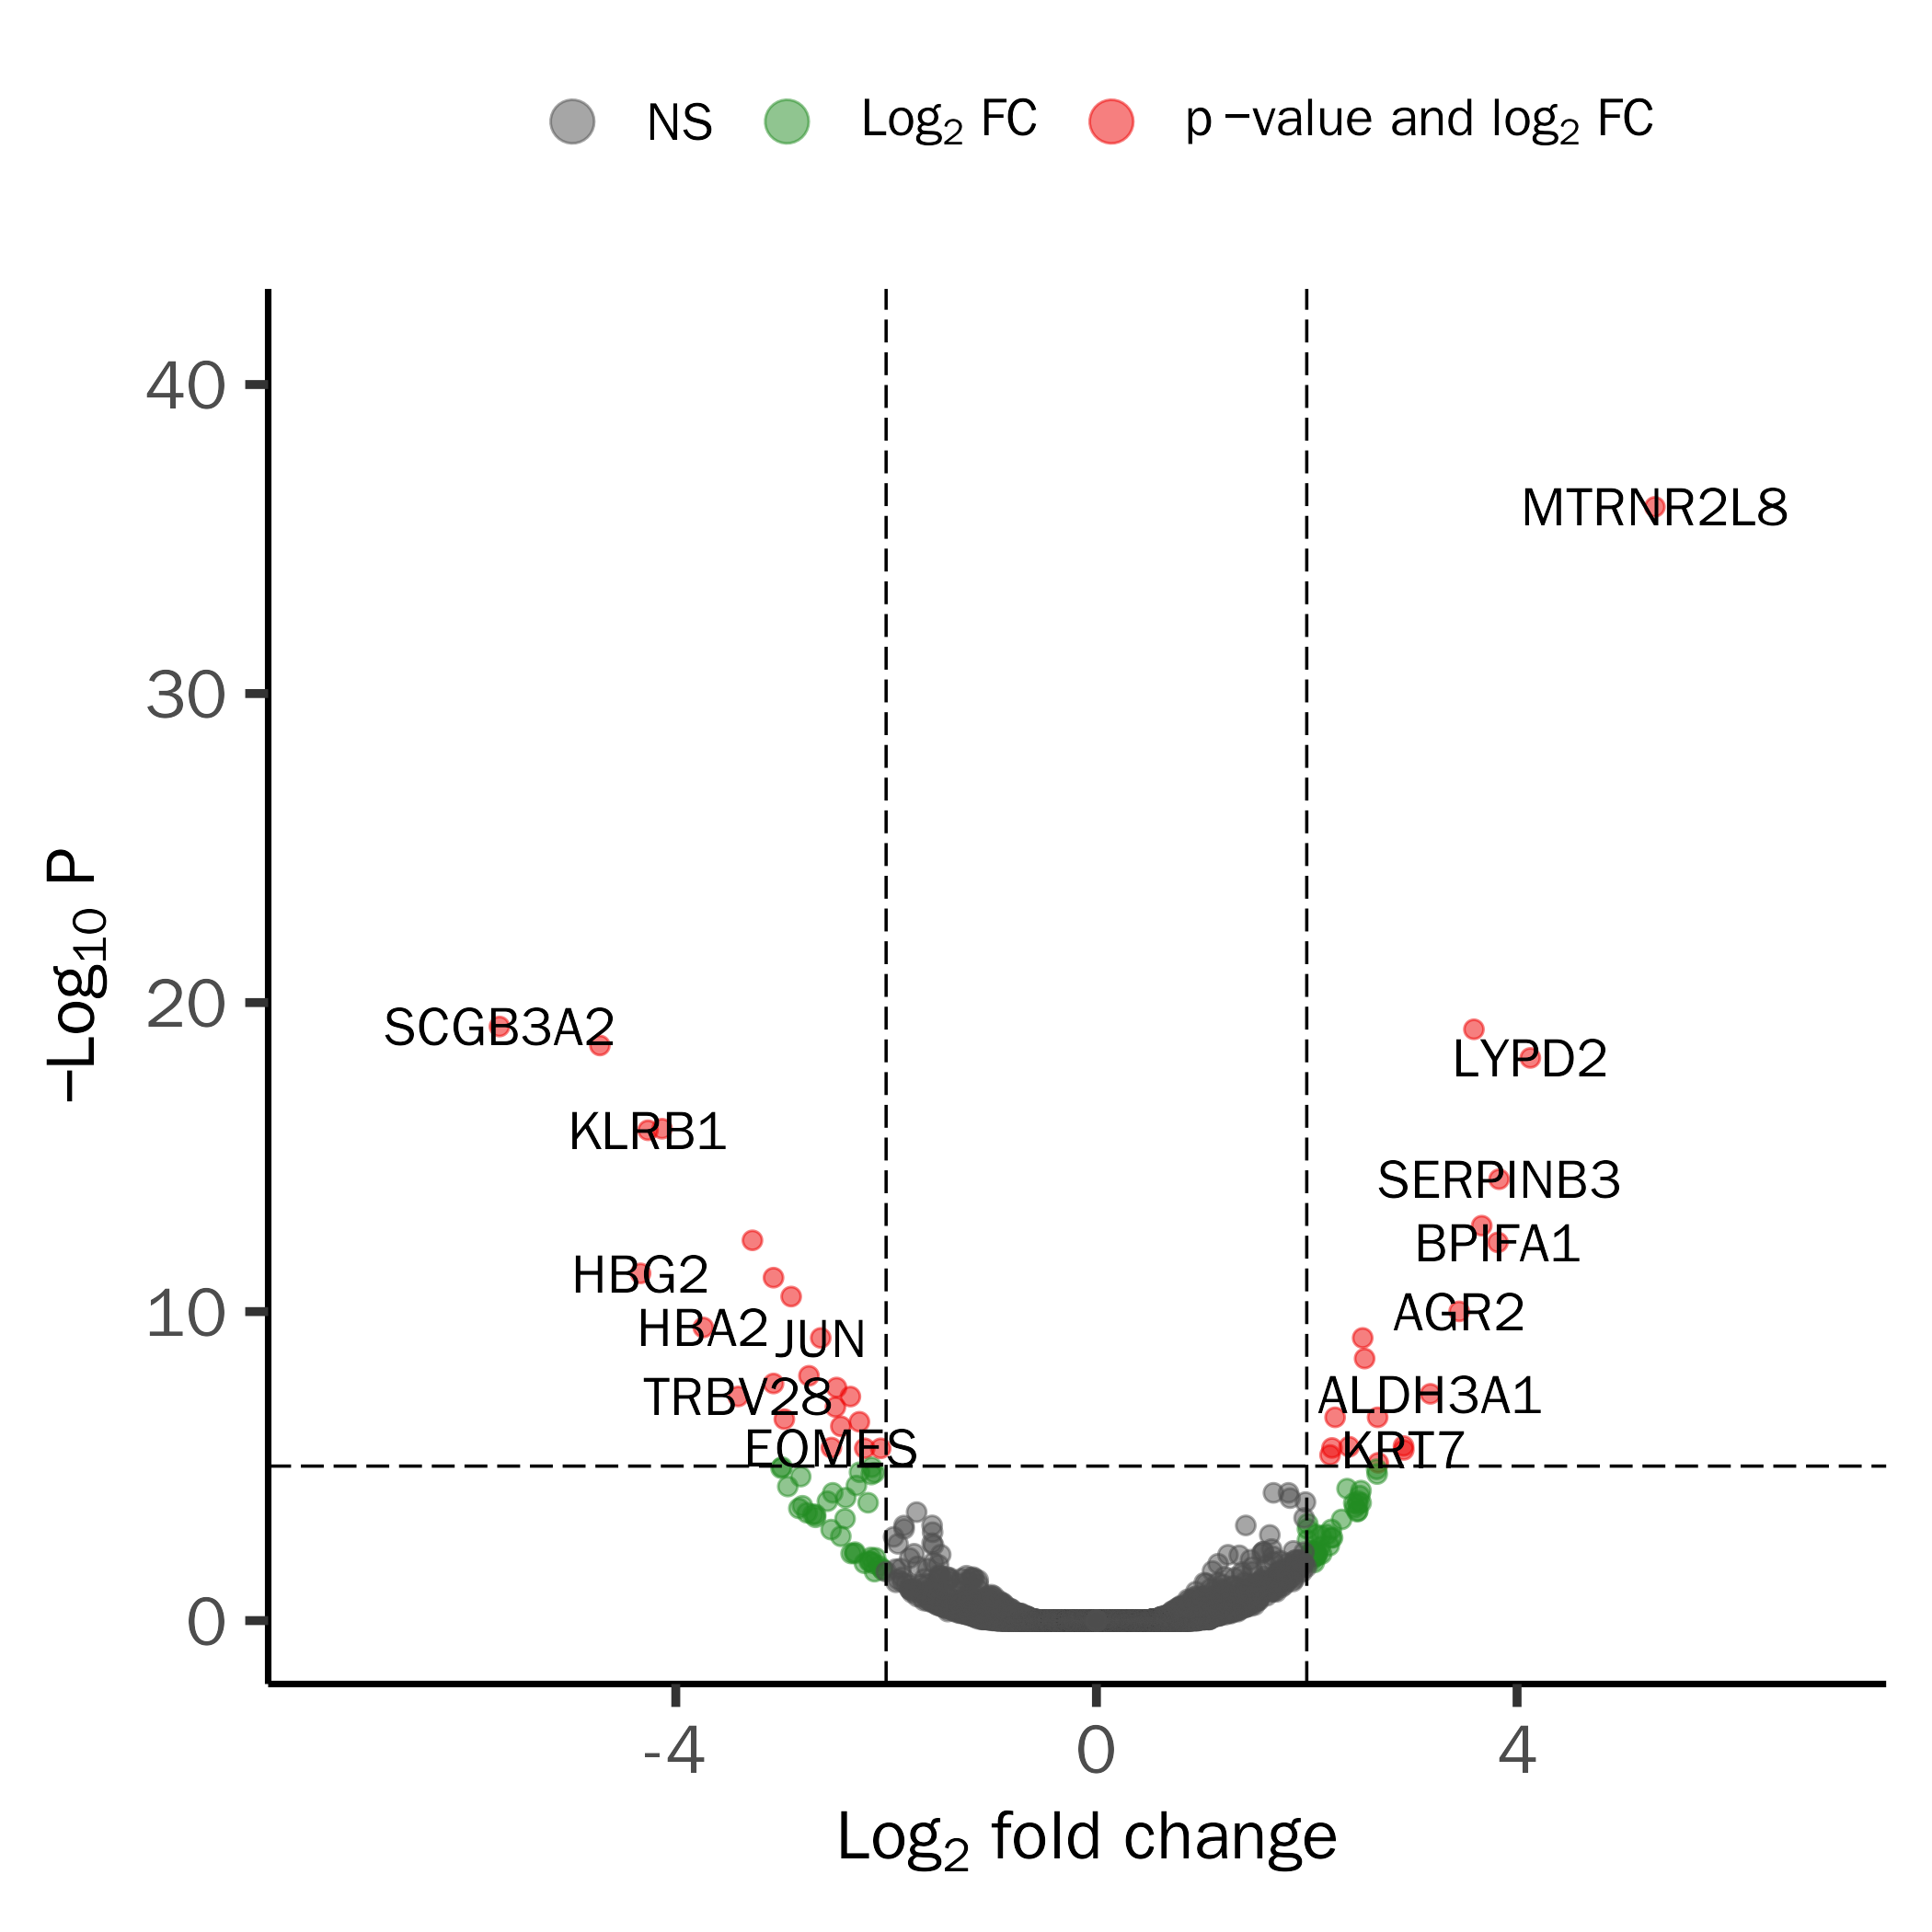 NS Log2 FC p −value and log2 FC
40
MTRNR2L8
30
20
SCGB3A2
LYPD2
KLRB1
SERPINB3
BPIFA1
HBG2
10
AGR2
HBA2
JUN
TRBV28
ALDH3A1
EOMES
KRT7
0
−Log10 P
-4 0 4
Log2 fold change